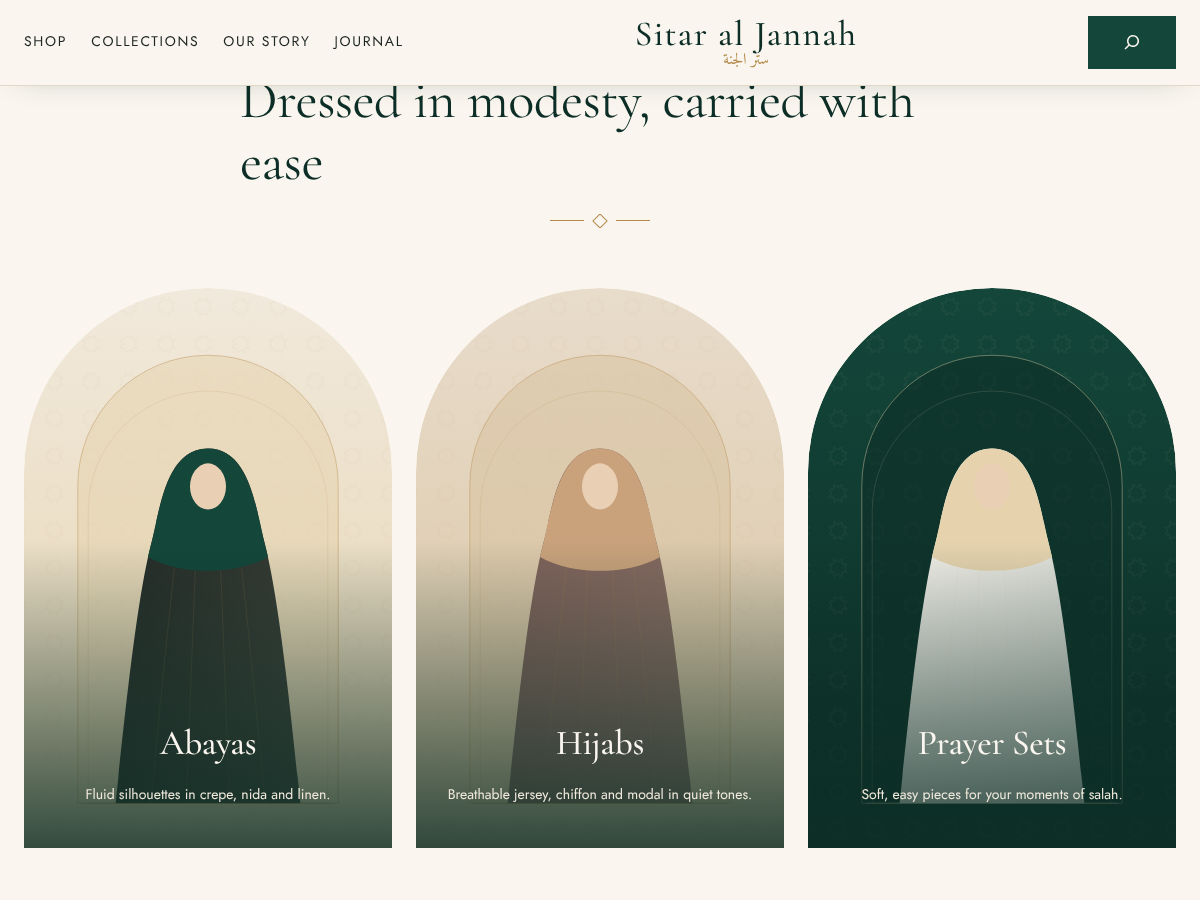 SHOP COLLECTIONS OUR STORY JOURNAL
Sitar al Jannah
ستر الجنة
Dressed in modesty, carried with
ease
Abayas
Fluid silhouettes in crepe, nida and linen.
Hijabs
Breathable jersey, chiffon and modal in quiet tones.
Prayer Sets
Soft, easy pieces for your moments of salah.